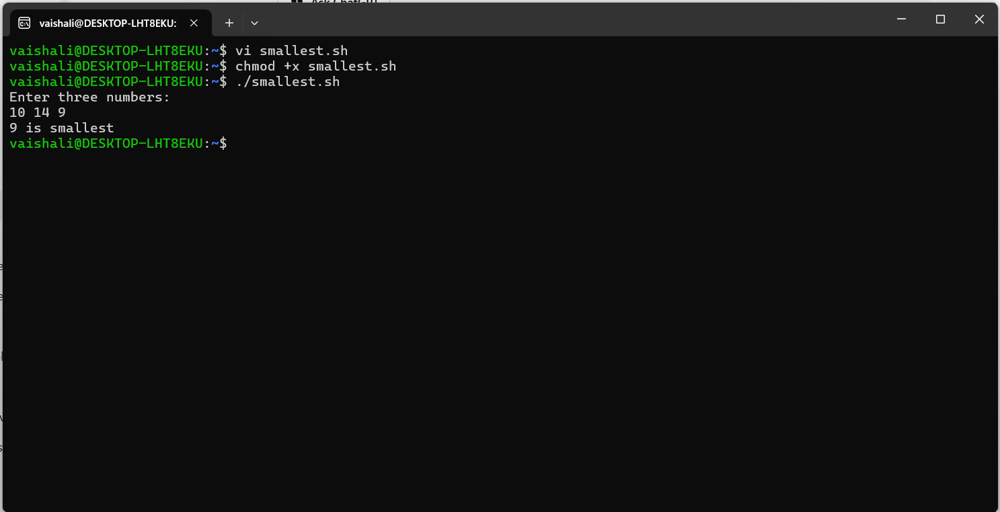 vaishali@DESKTOP-LHT8EKU:
vaishali@DESKTOP-LHT8EKU:~$ vi smallest.sh
vaishali@DESKTOP-LHT8EKU:~$ chmod +x smallest.sh
vaishali@DESKTOP-LHT8EKU:~$ ./smallest.sh
Enter three numbers:
10 14 9
9 is smallest
vaishali@DESKTOP-LHT8EKU:~$